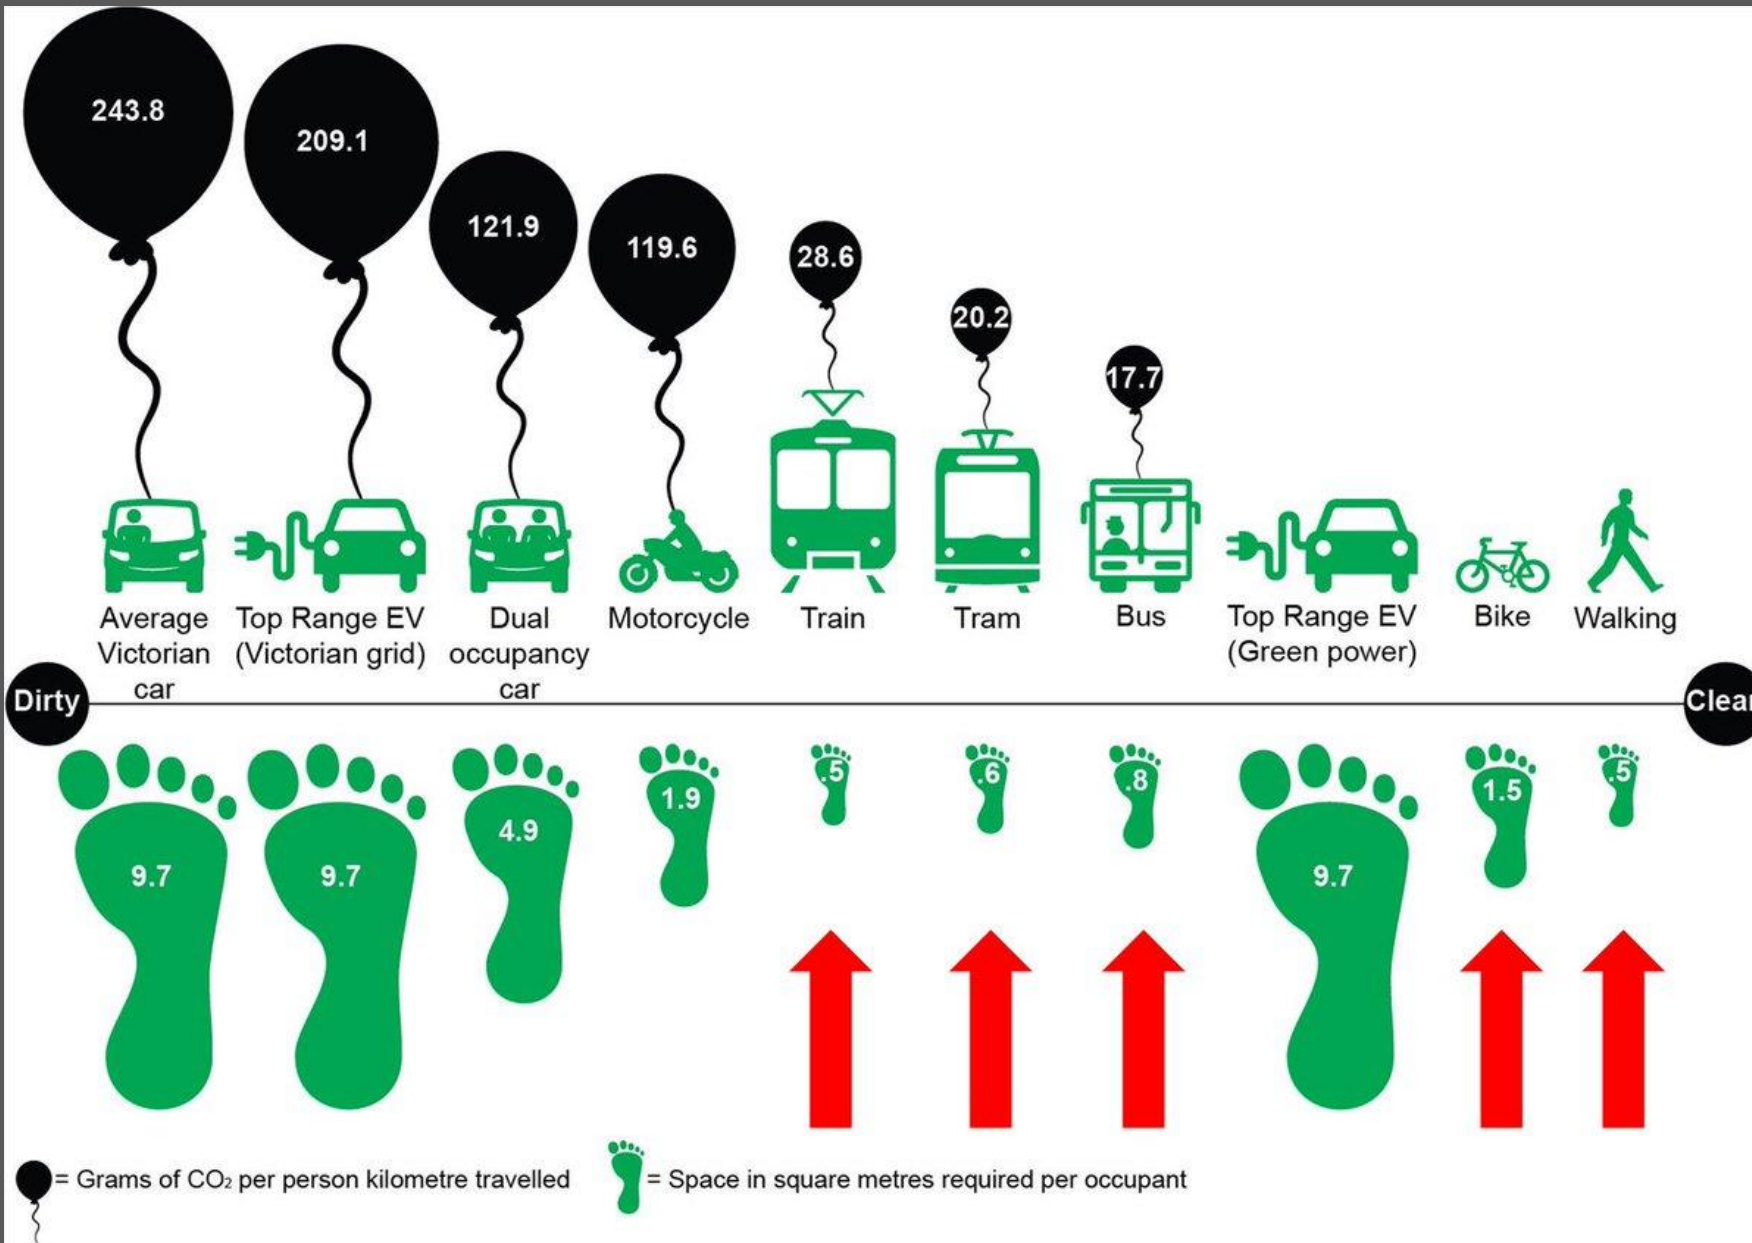 243.8
209.1
121.9
119.6
28.6
20.2
17.7
Average
Victorian
car
Top Range EV
(Victorian grid)
Dual
occupancy
car
Motorcycle
Train
Tram
Bus
Top Range EV
(Green power)
Bike
Walking
Dirty
Clean
9.7
9.7
4.9
1.9
.5
.6
.8
9.7
1.5
.5
= Grams of CO₂ per person kilometre travelled
= Space in square metres required per occupant